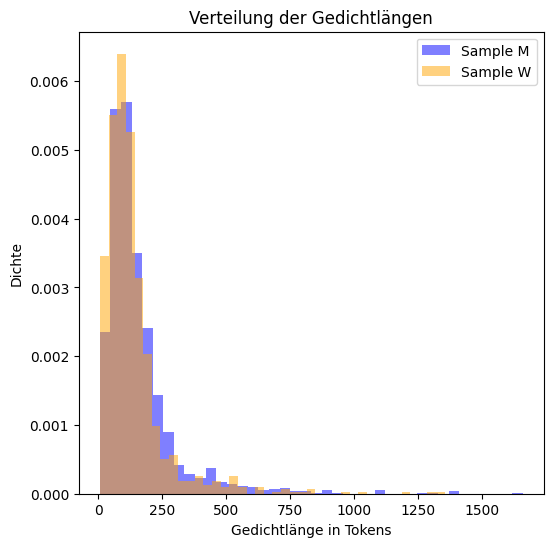 Verteilung der Gedichtlängen
Sample M
Sample W
0.006
0.005
0.004
0.003
0.002
0.001
0.000
Dichte
0
250
500
750
1000
1250
1500
Gedichtlänge in Tokens